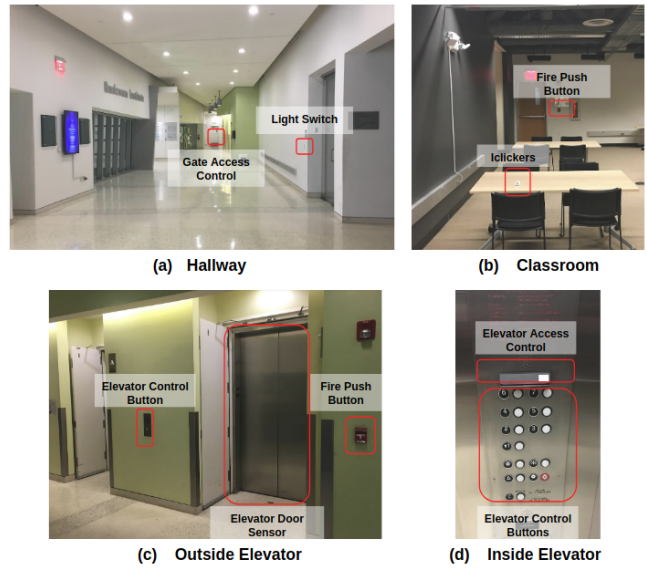 Light Switch
Gate Access
Control
Fire Push
Button
Iclickers
(a) Hallway
(b) Classroom
Elevator Control
Button
Fire Push
Button
Elevator Door
Sensor
Elevator Access
Control
Elevator Control
Buttons
(c) Outside Elevator
(d) Inside Elevator